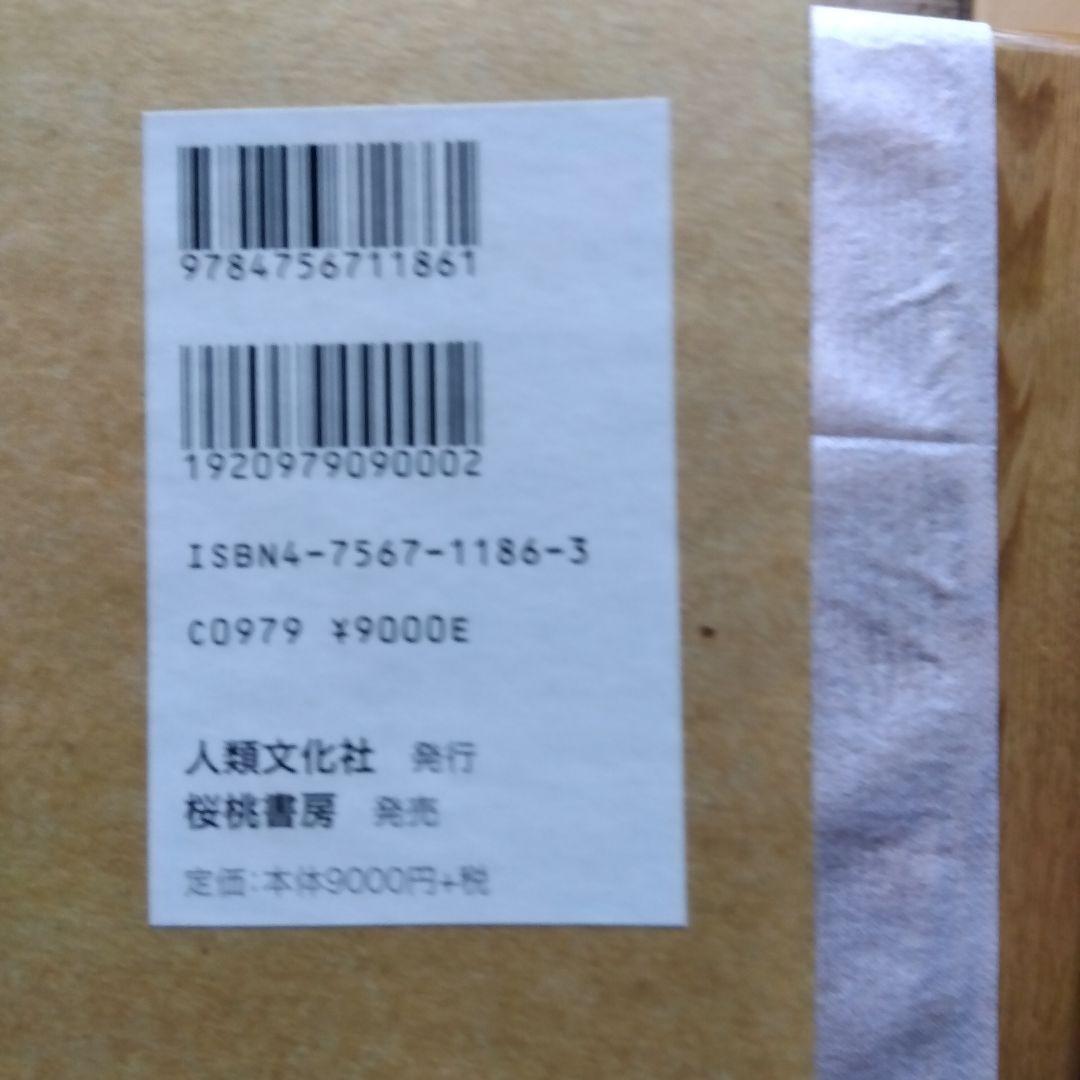 9784756711861
1920979090002
ISBN4-7567-1186-3
C0979 ¥9000E
人類文化社 発行
桜桃書房 発売
定価:本体9000円+税